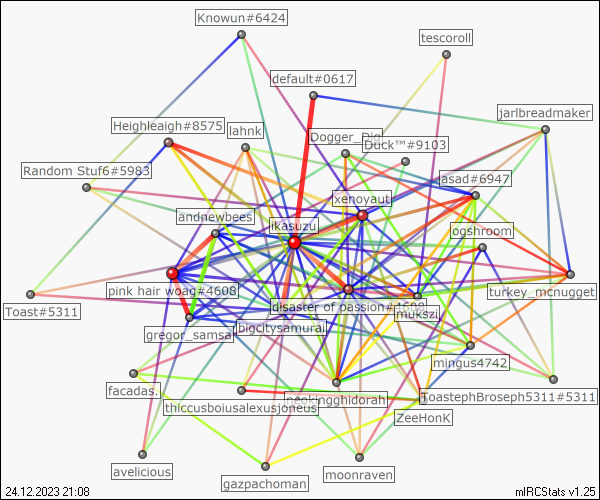 Knowun#6424
tescoroll
default#0617
jarlbreadmaker
Heighleaigh#8575
lahnk
Dogger_Dig
Duck™#9103
Random Stuf6#5983
asad#6947
xenoyaut
andnewbees
ikasuzu
ogshroom
pink hair woag#4608
disaster of passion#4698
turkey_mcnugget
Toast#5311
mukszi
gregor_samsa
bigcitysamurai
mingus4742
facadas.
neokingghidorah
ToastephBroseph5311#5311
thiccusboiusalexusjoneus
ZeeHonK
avelicious
gazpachoman
moonraven
24.12.2023 21:08
mIRCStats v1.25